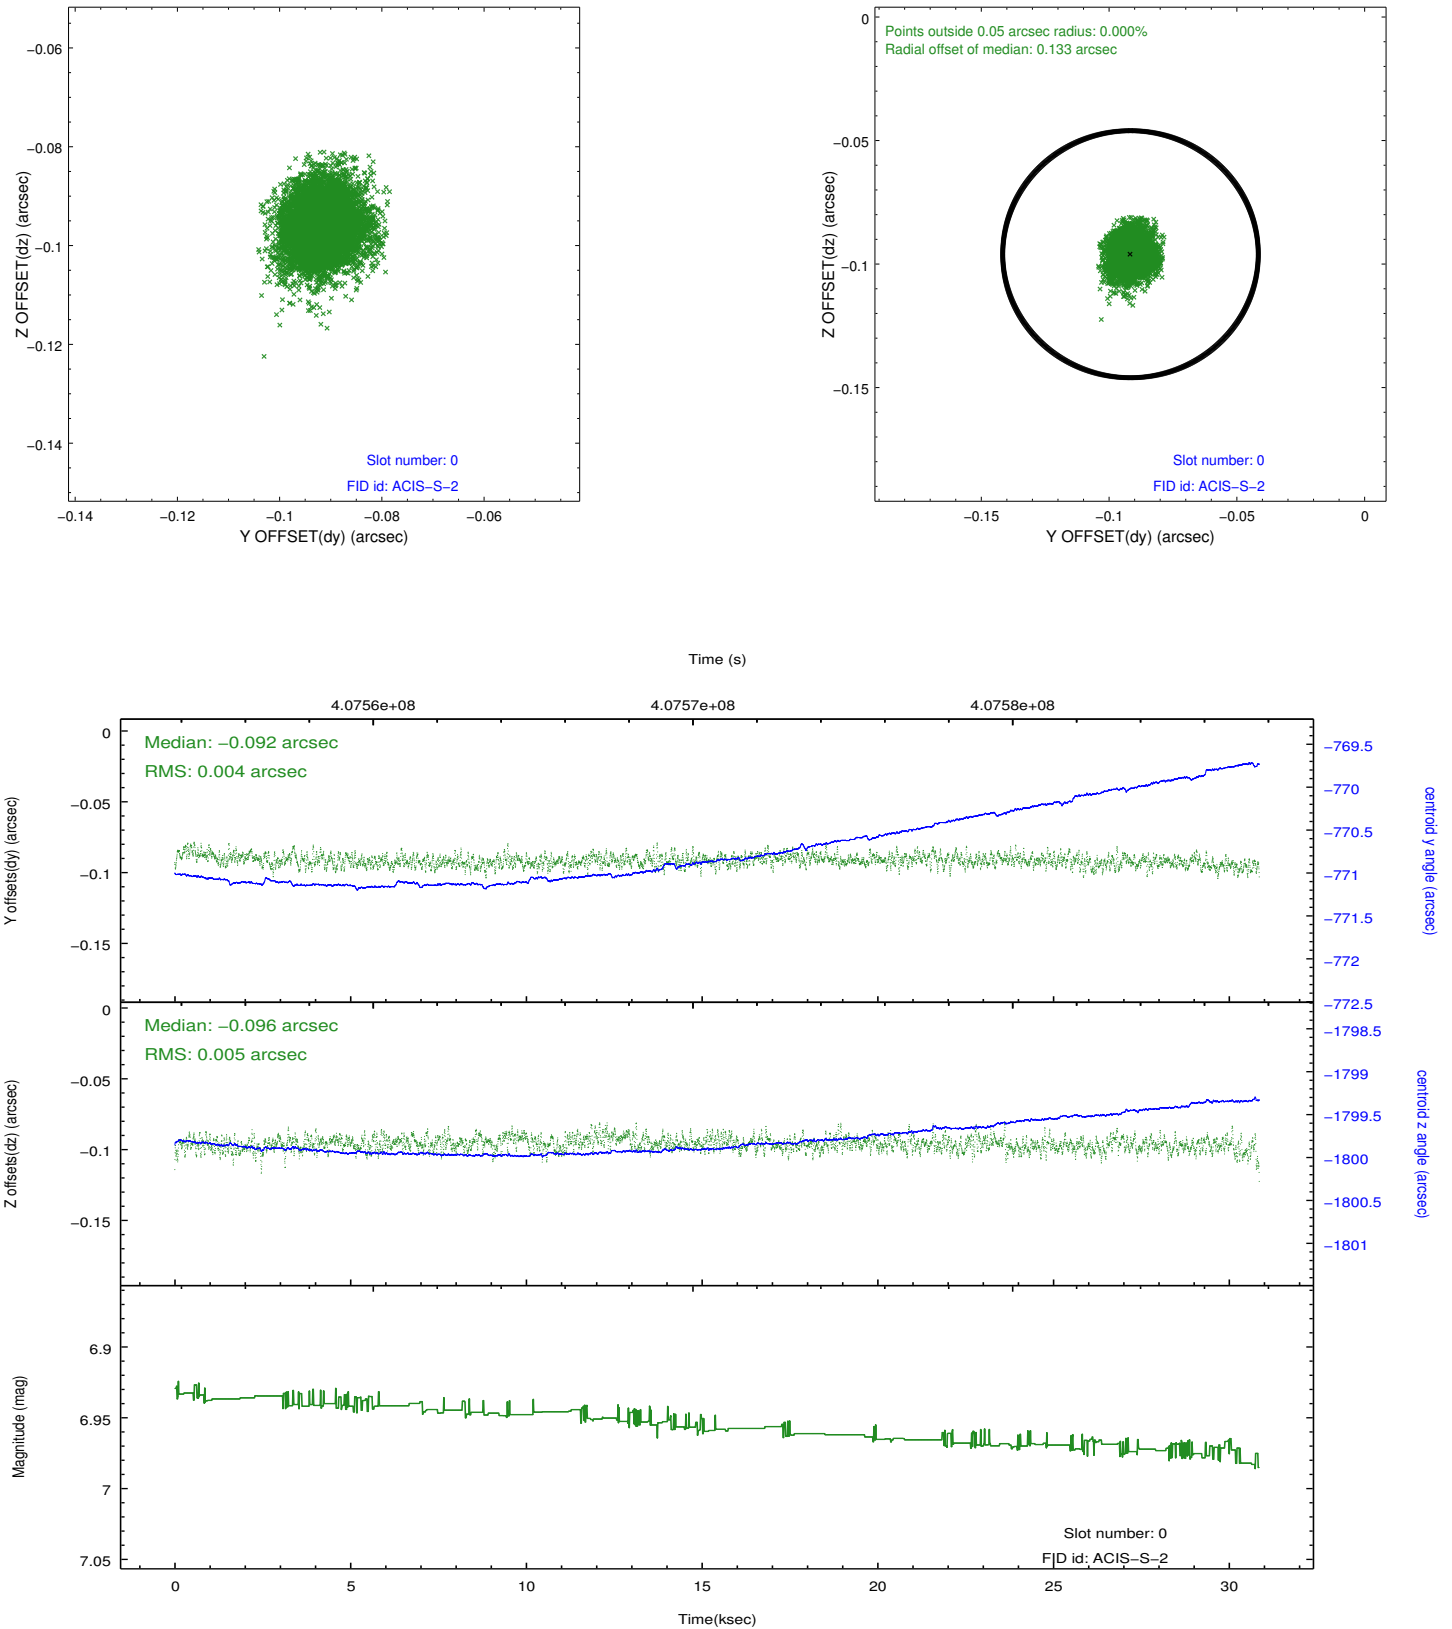 −0.06
−0.08
−0.1
−0.12
−0.14
Z OFFSET(dz) (arcsec)
Slot number: 0
FID id: ACIS−S−2
−0.14 −0.12 −0.1 −0.08 −0.06
Y OFFSET(dy) (arcsec)
Points outside 0.05 arcsec radius: 0.000%
Radial offset of median: 0.133 arcsec
0
−0.05
−0.1
−0.15
Z OFFSET(dz) (arcsec)
Slot number: 0
FID id: ACIS−S−2
−0.15 −0.1 −0.05 0
Y OFFSET(dy) (arcsec)
Time (s)
4.0756e+08 4.0757e+08 4.0758e+08
Median: −0.092 arcsec
RMS: 0.004 arcsec
0
−0.05
−0.1
−0.15
Y offsets(dy) (arcsec)
−769.5
−770
−770.5
−771
−771.5
−772
−772.5
centroid y angle (arcsec)
Median: −0.096 arcsec
RMS: 0.005 arcsec
0
−0.05
−0.1
−0.15
Z offsets(dz) (arcsec)
−1798.5
−1799
−1799.5
−1800
−1800.5
−1801
centroid z angle (arcsec)
6.9
6.95
7
7.05
Magnitude (mag)
Slot number: 0
FID id: ACIS−S−2
0 5 10 15 20 25 30
Time(ksec)